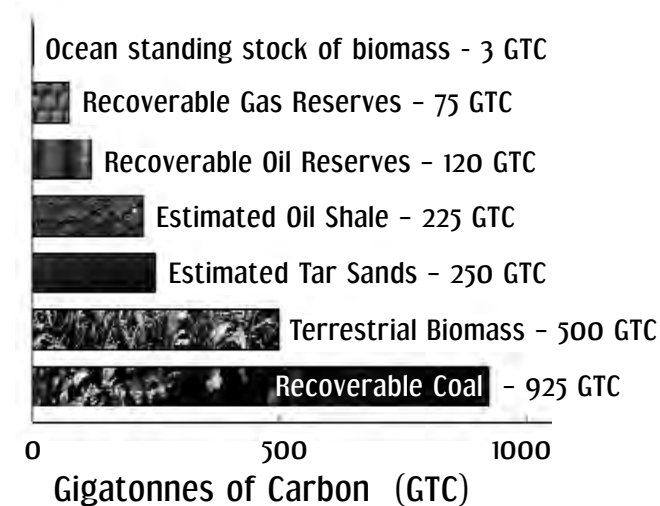 Ocean standing stock of biomass - 3 GTC
Recoverable Gas Reserves - 75 GTC
Recoverable Oil Reserves - 120 GTC
Estimated Oil Shale - 225 GTC
Estimated Tar Sands - 250 GTC
Terrestrial Biomass - 500 GTC
Recoverable Coal - 925 GTC
0 500 1000
Gigatonnes of Carbon (GTC)